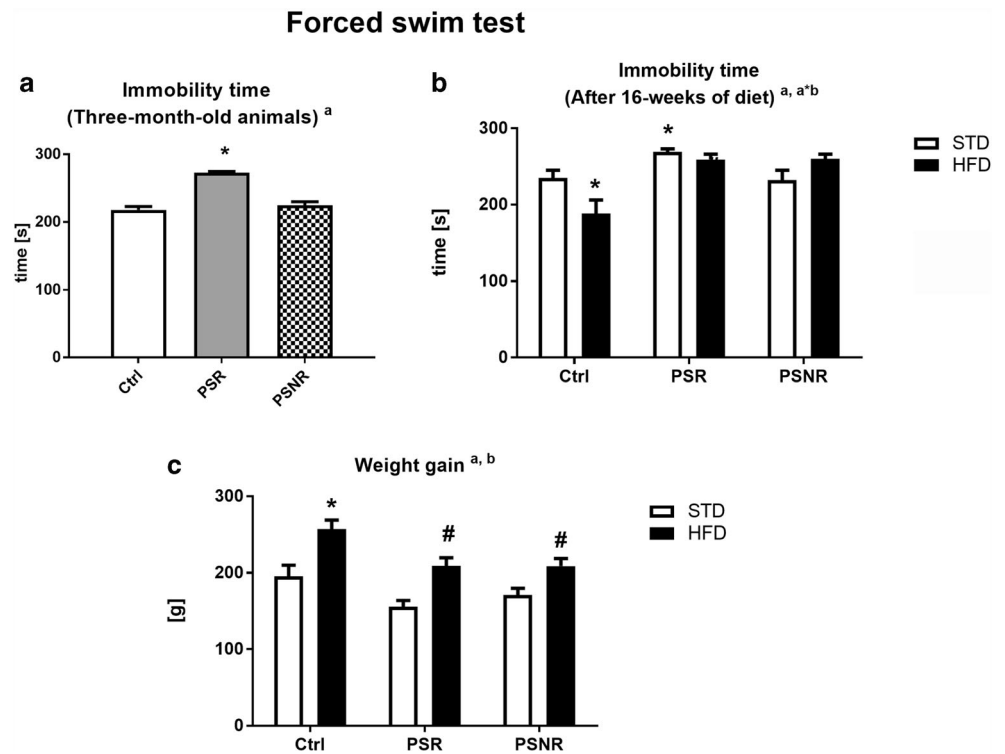 Forced swim test
a
Immobility time
(Three-month-old animals) a
*
300
200
100
0
time [s]
Ctrl
PSR
PSNR
b
Immobility time
(After 16-weeks of diet) a, a*b
*
*
300
200
100
0
time [s]
Ctrl PSR PSNR
STD
HFD
c
Weight gain a, b
*
#
#
300
200
100
0
[g]
Ctrl PSR PSNR
STD
HFD